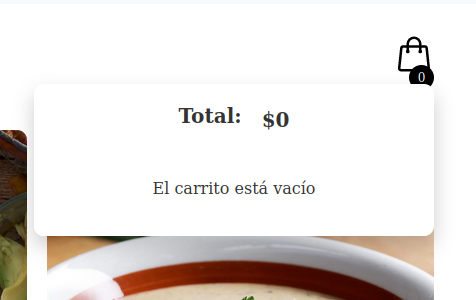 0
Total: $0
El carrito está vacío